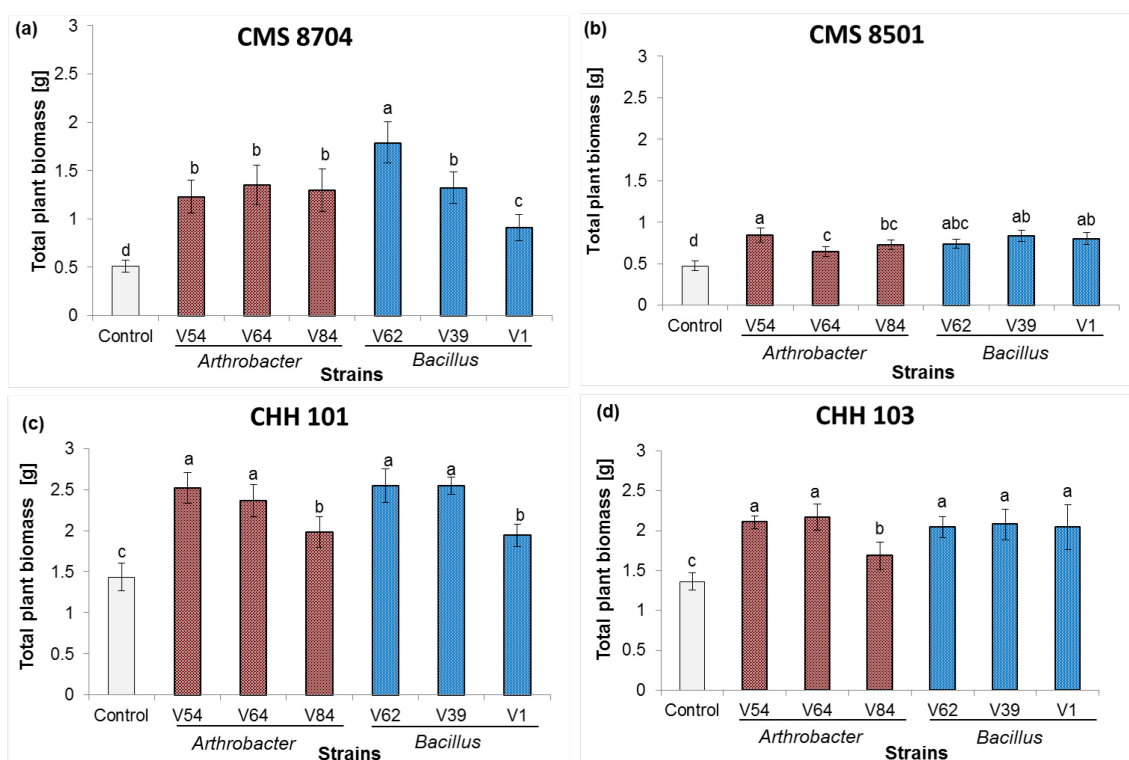 (a)
CMS 8704
Total plant biomass [g]
3
2.5
2
1.5
1
0.5
0
d
b
b
b
a
b
c
Control
V54
V64
V84
V62
V39
V1
Arthrobacter
Bacillus
Strains
(b)
CMS 8501
Total plant biomass [g]
3
2.5
2
1.5
1
0.5
0
d
a
c
bc
abc
ab
ab
Control
V54
V64
V84
V62
V39
V1
Arthrobacter
Bacillus
Strains
(c)
CHH 101
Total plant biomass [g]
3
2.5
2
1.5
1
0.5
0
c
a
a
b
a
a
b
Control
V54
V64
V84
V62
V39
V1
Arthrobacter
Bacillus
Strains
(d)
CHH 103
Total plant biomass [g]
3
2.5
2
1.5
1
0.5
0
c
a
a
b
a
a
a
Control
V54
V64
V84
V62
V39
V1
Arthrobacter
Bacillus
Strains